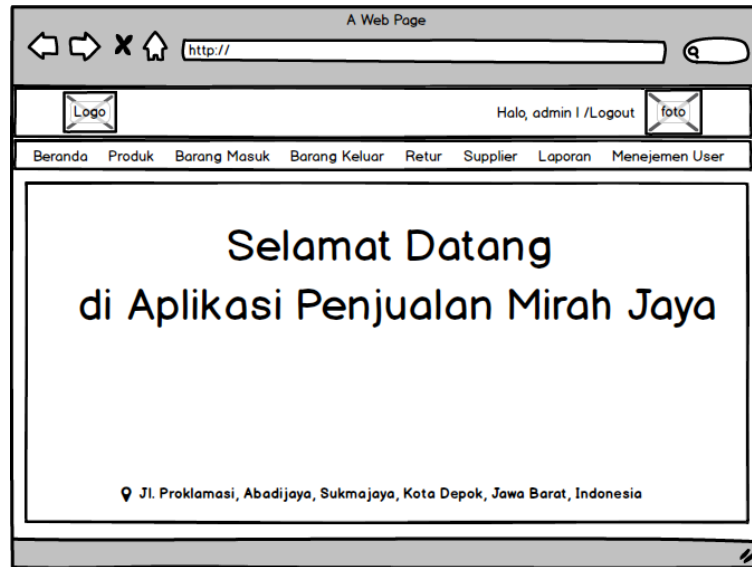 A Web Page
http://
Logo
Halo, admin | /Logout
foto
Beranda Produk Barang Masuk Barang Keluar Retur Supplier Laporan Menejemen User
Selamat Datang
di Aplikasi Penjualan Mirah Jaya
Jl. Proklamasi, Abadijaya, Sukmajaya, Kota Depok, Jawa Barat, Indonesia